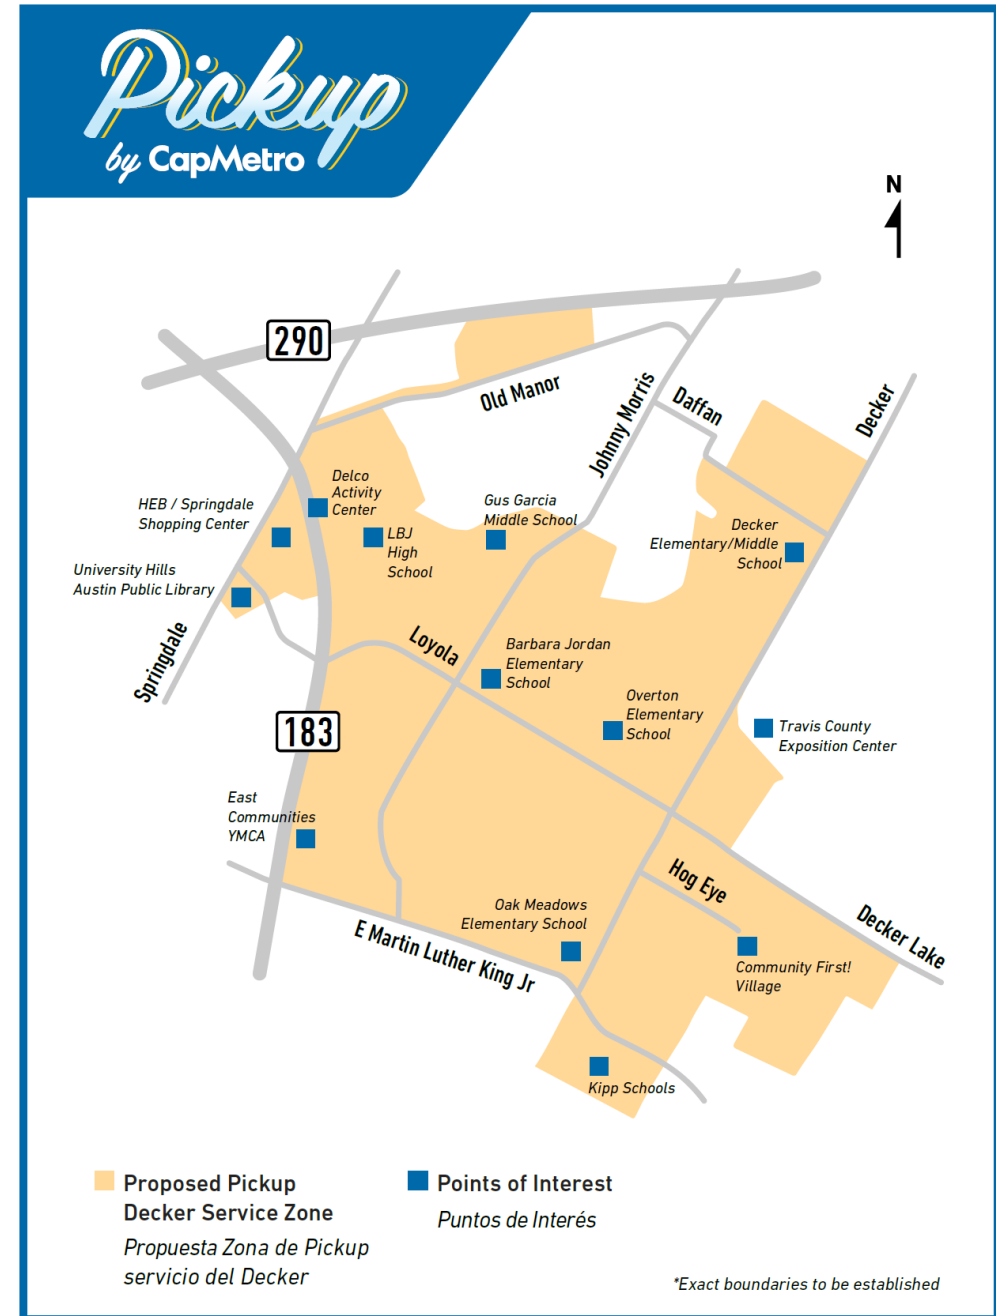 Pickup
by CapMetro
N
290
Old Manor
Johnny Morris
Daffan
Decker
HEB / Springdale
Shopping Center
Delco
Activity
Center
LBJ
High
School
Gus Garcia
Middle School
Decker
Elementary/Middle
School
University Hills
Austin Public Library
Springdale
Loyola
Barbara Jordan
Elementary
School
Overton
Elementary
School
Travis County
Exposition Center
183
East
Communities
YMCA
Hog Eye
Oak Meadows
Elementary School
E Martin Luther King Jr
Decker Lake
Community First!
Village
Kipp Schools
Proposed Pickup
Decker Service Zone
Propuesta Zona de Pickup
servicio del Decker
Points of Interest
Puntos de Interés
*Exact boundaries to be established